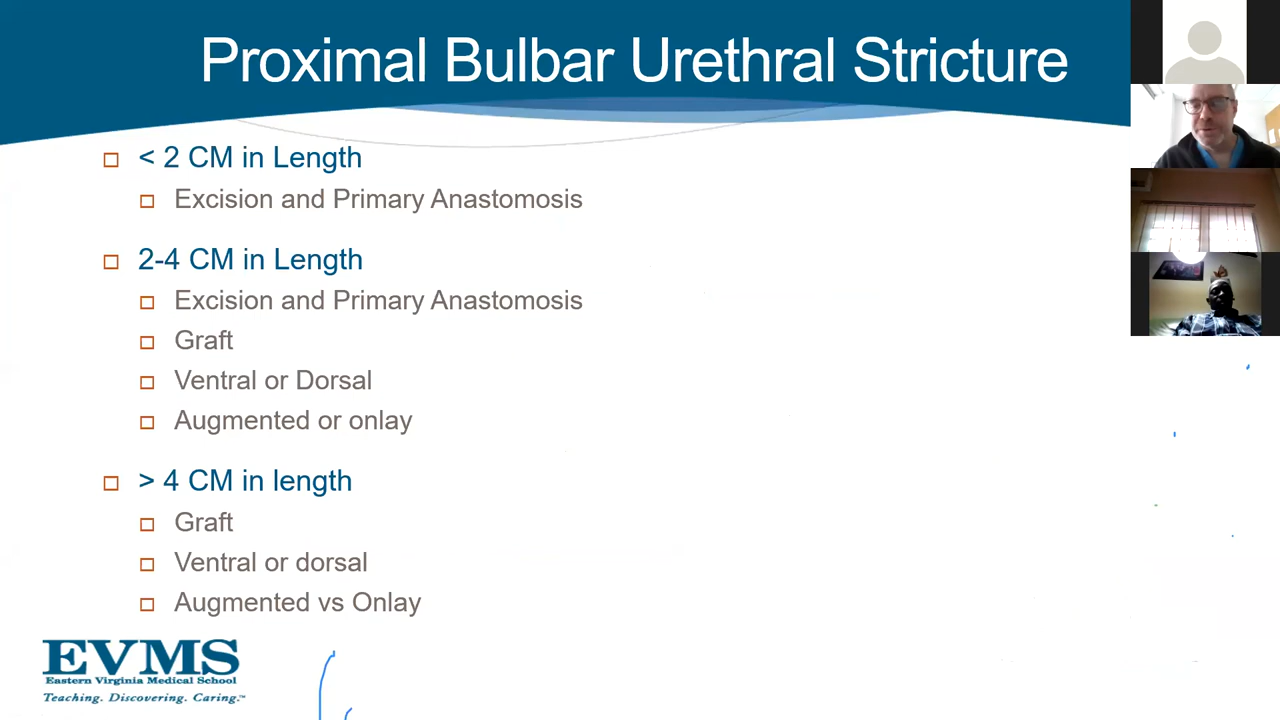 Proximal Bulbar Urethral Stricture
< 2 CM in Length
Excision and Primary Anastomosis
2-4 CM in Length
Excision and Primary Anastomosis
Graft
Ventral or Dorsal
Augmented or onlay
> 4 CM in length
Graft
Ventral or dorsal
Augmented vs Onlay
EVMS
Eastern Virginia Medical School
Teaching. Discovering. Caring.™